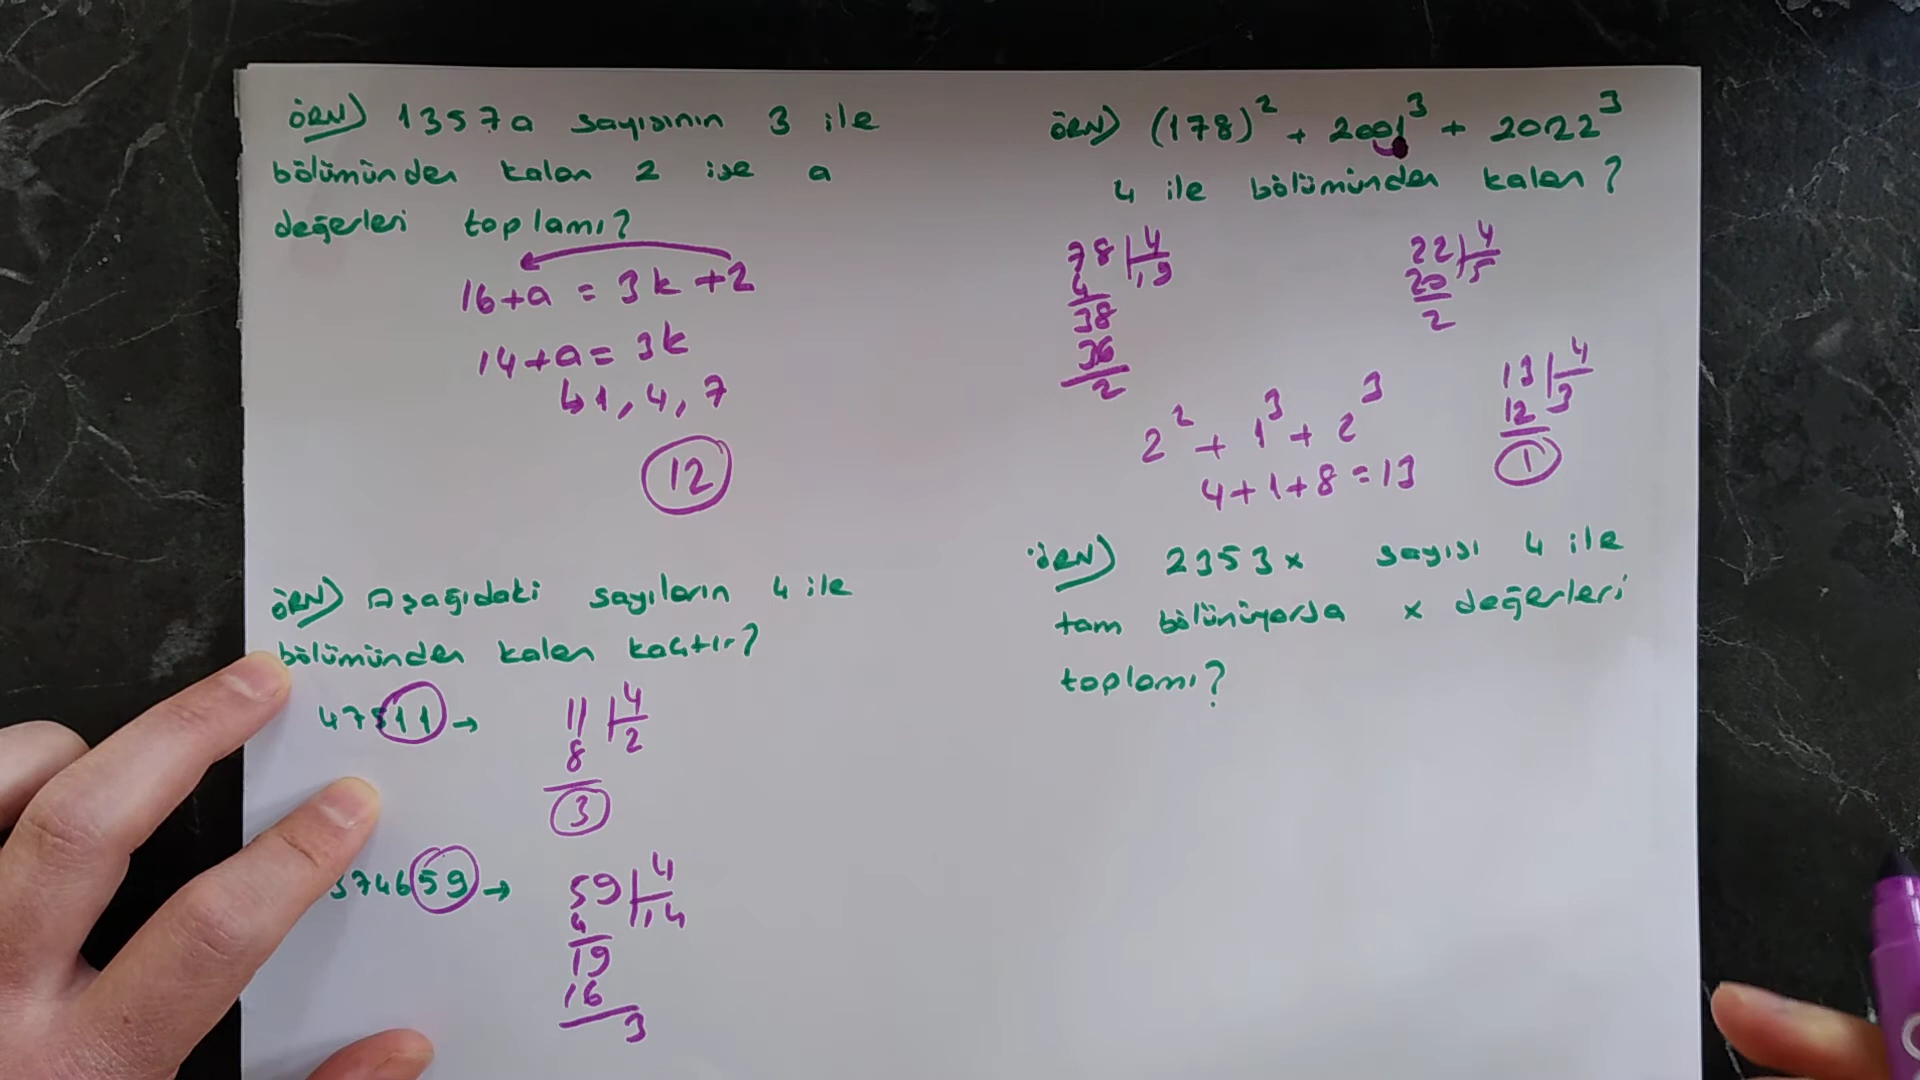 ÖRN) 1357a sayısının 3 ile
bölümünden kalan 2 ise a
değerleri toplamı?
16+a = 3k+2
14+a = 3k
↳1, 4, 7
12
ÖRN) Aşağıdaki sayıların 4 ile
bölümünden kalan kaçtır?
47511 →
11 | 4
8 2
3
374659 →
59 | 4
4 14
19
16
3
ÖRN) (178)² + 2001³ + 2022³
4 ile bölümünden kalan?
78 | 4
4 19
38
36
2
22 | 4
20 5
2
2² + 1³ + 2³
4+1+8=13
13 | 4
12 3
1
ÖRN) 2353x sayısı 4 ile
tam bölünüyorsa x değerleri
toplamı?